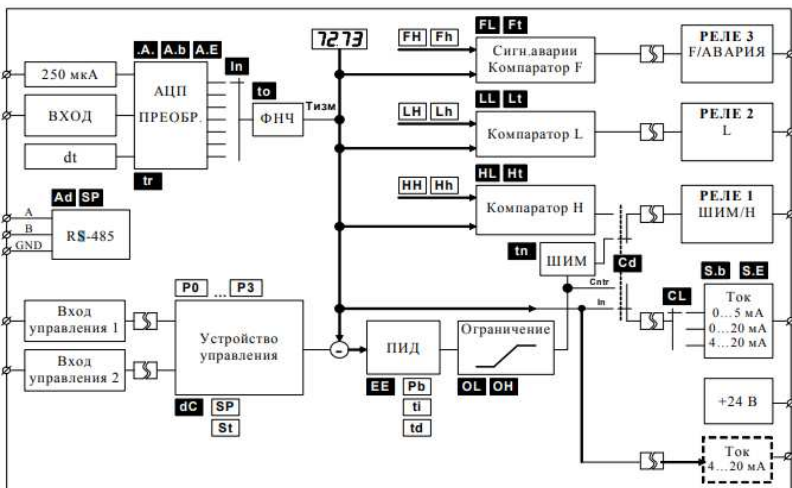 7273
FH Fh
FL Ft
Сигн.аварии
Компаратор F
РЕЛЕ 3
F/АВАРИЯ
.А. A.b A.E
In
to
250 мкА
ВХОД
dt
АЦП
ПРЕОБР.
tr
ФНЧ
Тизм
LH Lh
LL Lt
Компаратор L
РЕЛЕ 2
L
HH Hh
HL Ht
Компаратор H
РЕЛЕ 1
ШИМ/Н
Ad SP
A
B
GND
RS-485
tn
ШИМ
Cd
Cntr
In
CL
S.b S.E
Ток
0...5 мА
0...20 мА
4...20 мА
P0 ... P3
Вход
управления 1
Вход
управления 2
Устройство
управления
-
ПИД
Ограничение
dC SP
St
EE Pb
ti
td
OL OH
+24 В
Ток
4...20 мА